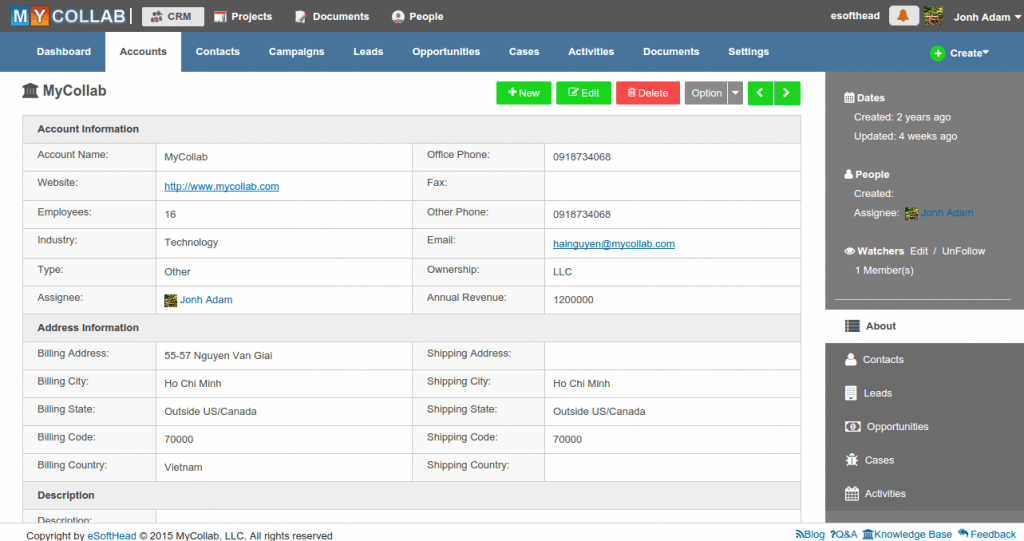 MYCOLLAB CRM Projects Documents People esofthead Jonh Adam
Dashboard Accounts Contacts Campaigns Leads Opportunities Cases Activities Documents Settings Create
MyCollab New Edit Delete Option
Account Information
Account Name: MyCollab Office Phone: 0918734068
Website: http://www.mycollab.com Fax:
Employees: 16 Other Phone: 0918734068
Industry: Technology Email: hainguyen@mycollab.com
Type: Other Ownership: LLC
Assignee: Jonh Adam Annual Revenue: 1200000
Address Information
Billing Address: 55-57 Nguyen Van Giai Shipping Address:
Billing City: Ho Chi Minh Shipping City: Ho Chi Minh
Billing State: Outside US/Canada Shipping State: Outside US/Canada
Billing Code: 70000 Shipping Code: 70000
Billing Country: Vietnam Shipping Country:
Description
Description:
Dates
Created: 2 years ago
Updated: 4 weeks ago
People
Created:
Assignee: Jonh Adam
Watchers Edit / UnFollow
1 Member(s)
About
Contacts
Leads
Opportunities
Cases
Activities
Copyright by eSoftHead © 2015 MyCollab, LLC. All rights reserved Blog ?Q&A Knowledge Base Feedback